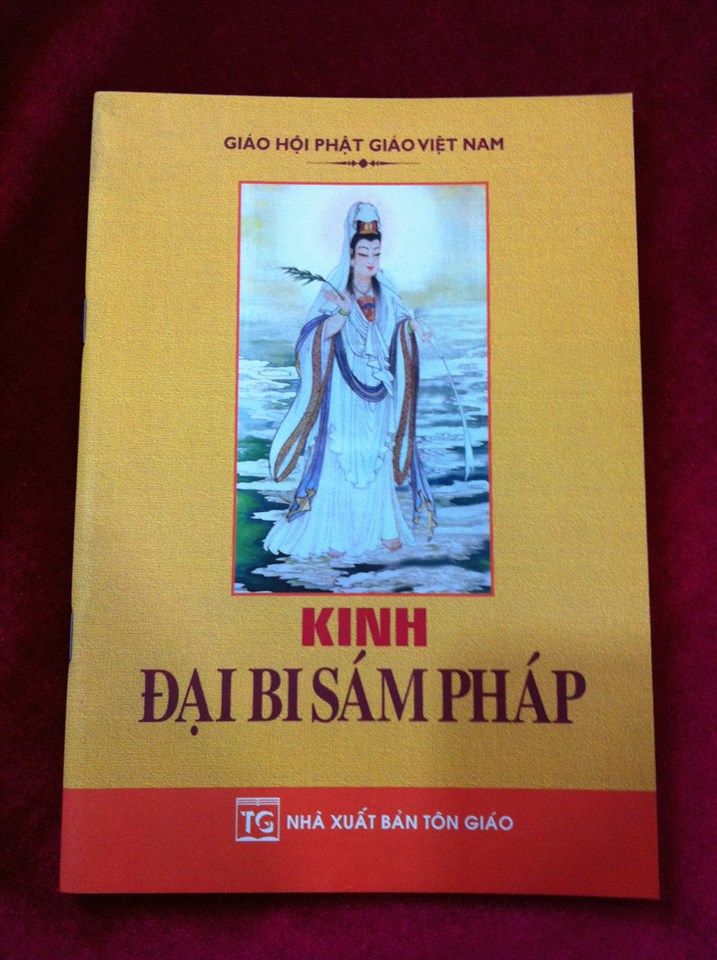 GIÁO HỘI PHẬT GIÁO VIỆT NAM
KINH
ĐẠI BI SÁM PHÁP
TG NHÀ XUẤT BẢN TÔN GIÁO